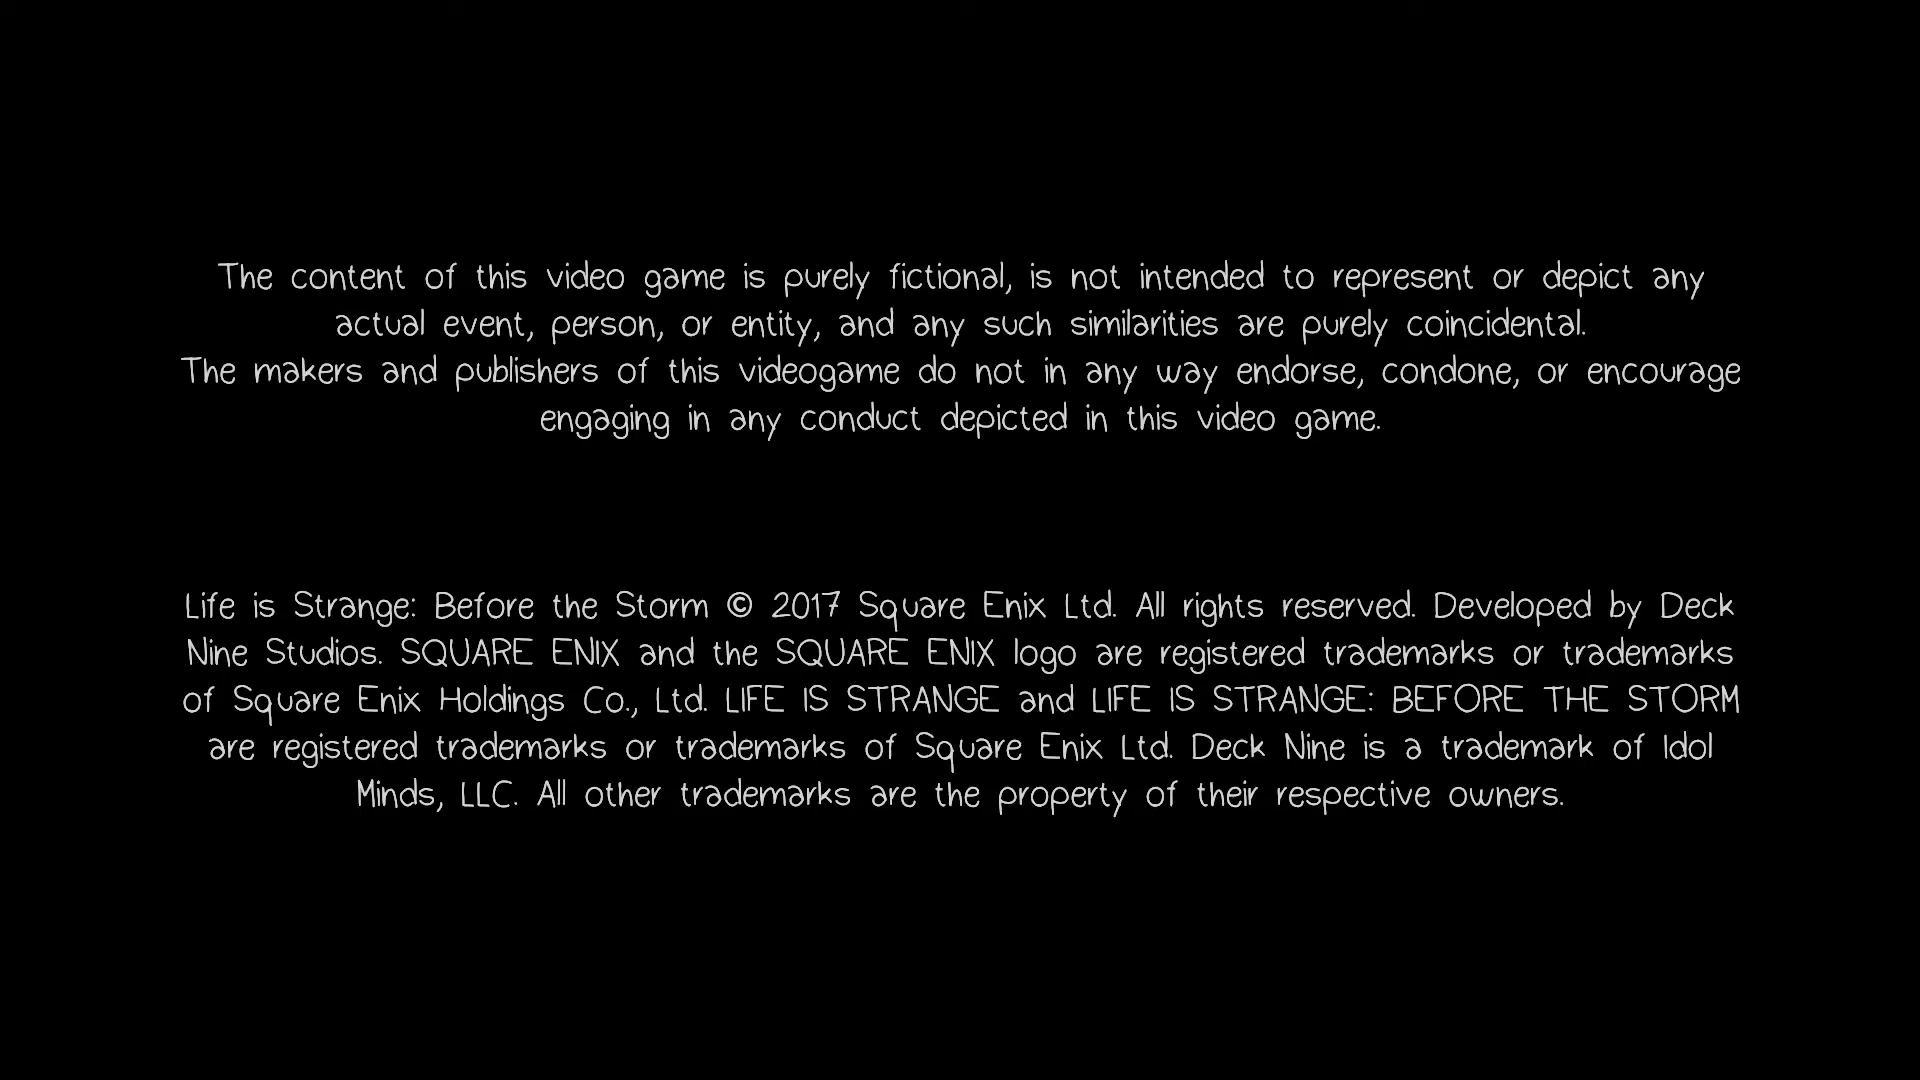 The content of this video game is purely fictional, is not intended to represent or depict any
actual event, person, or entity, and any such similarities are purely coincidental.
The makers and publishers of this videogame do not in any way endorse, condone, or encourage
engaging in any conduct depicted in this video game.
Life is Strange: Before the Storm © 2017 Square Enix Ltd. All rights reserved. Developed by Deck
Nine Studios. SQUARE ENIX and the SQUARE ENIX logo are registered trademarks or trademarks
of Square Enix Holdings Co., Ltd. LIFE IS STRANGE and LIFE IS STRANGE: BEFORE THE STORM
are registered trademarks or trademarks of Square Enix Ltd. Deck Nine is a trademark of Idol
Minds, LLC. All other trademarks are the property of their respective owners.